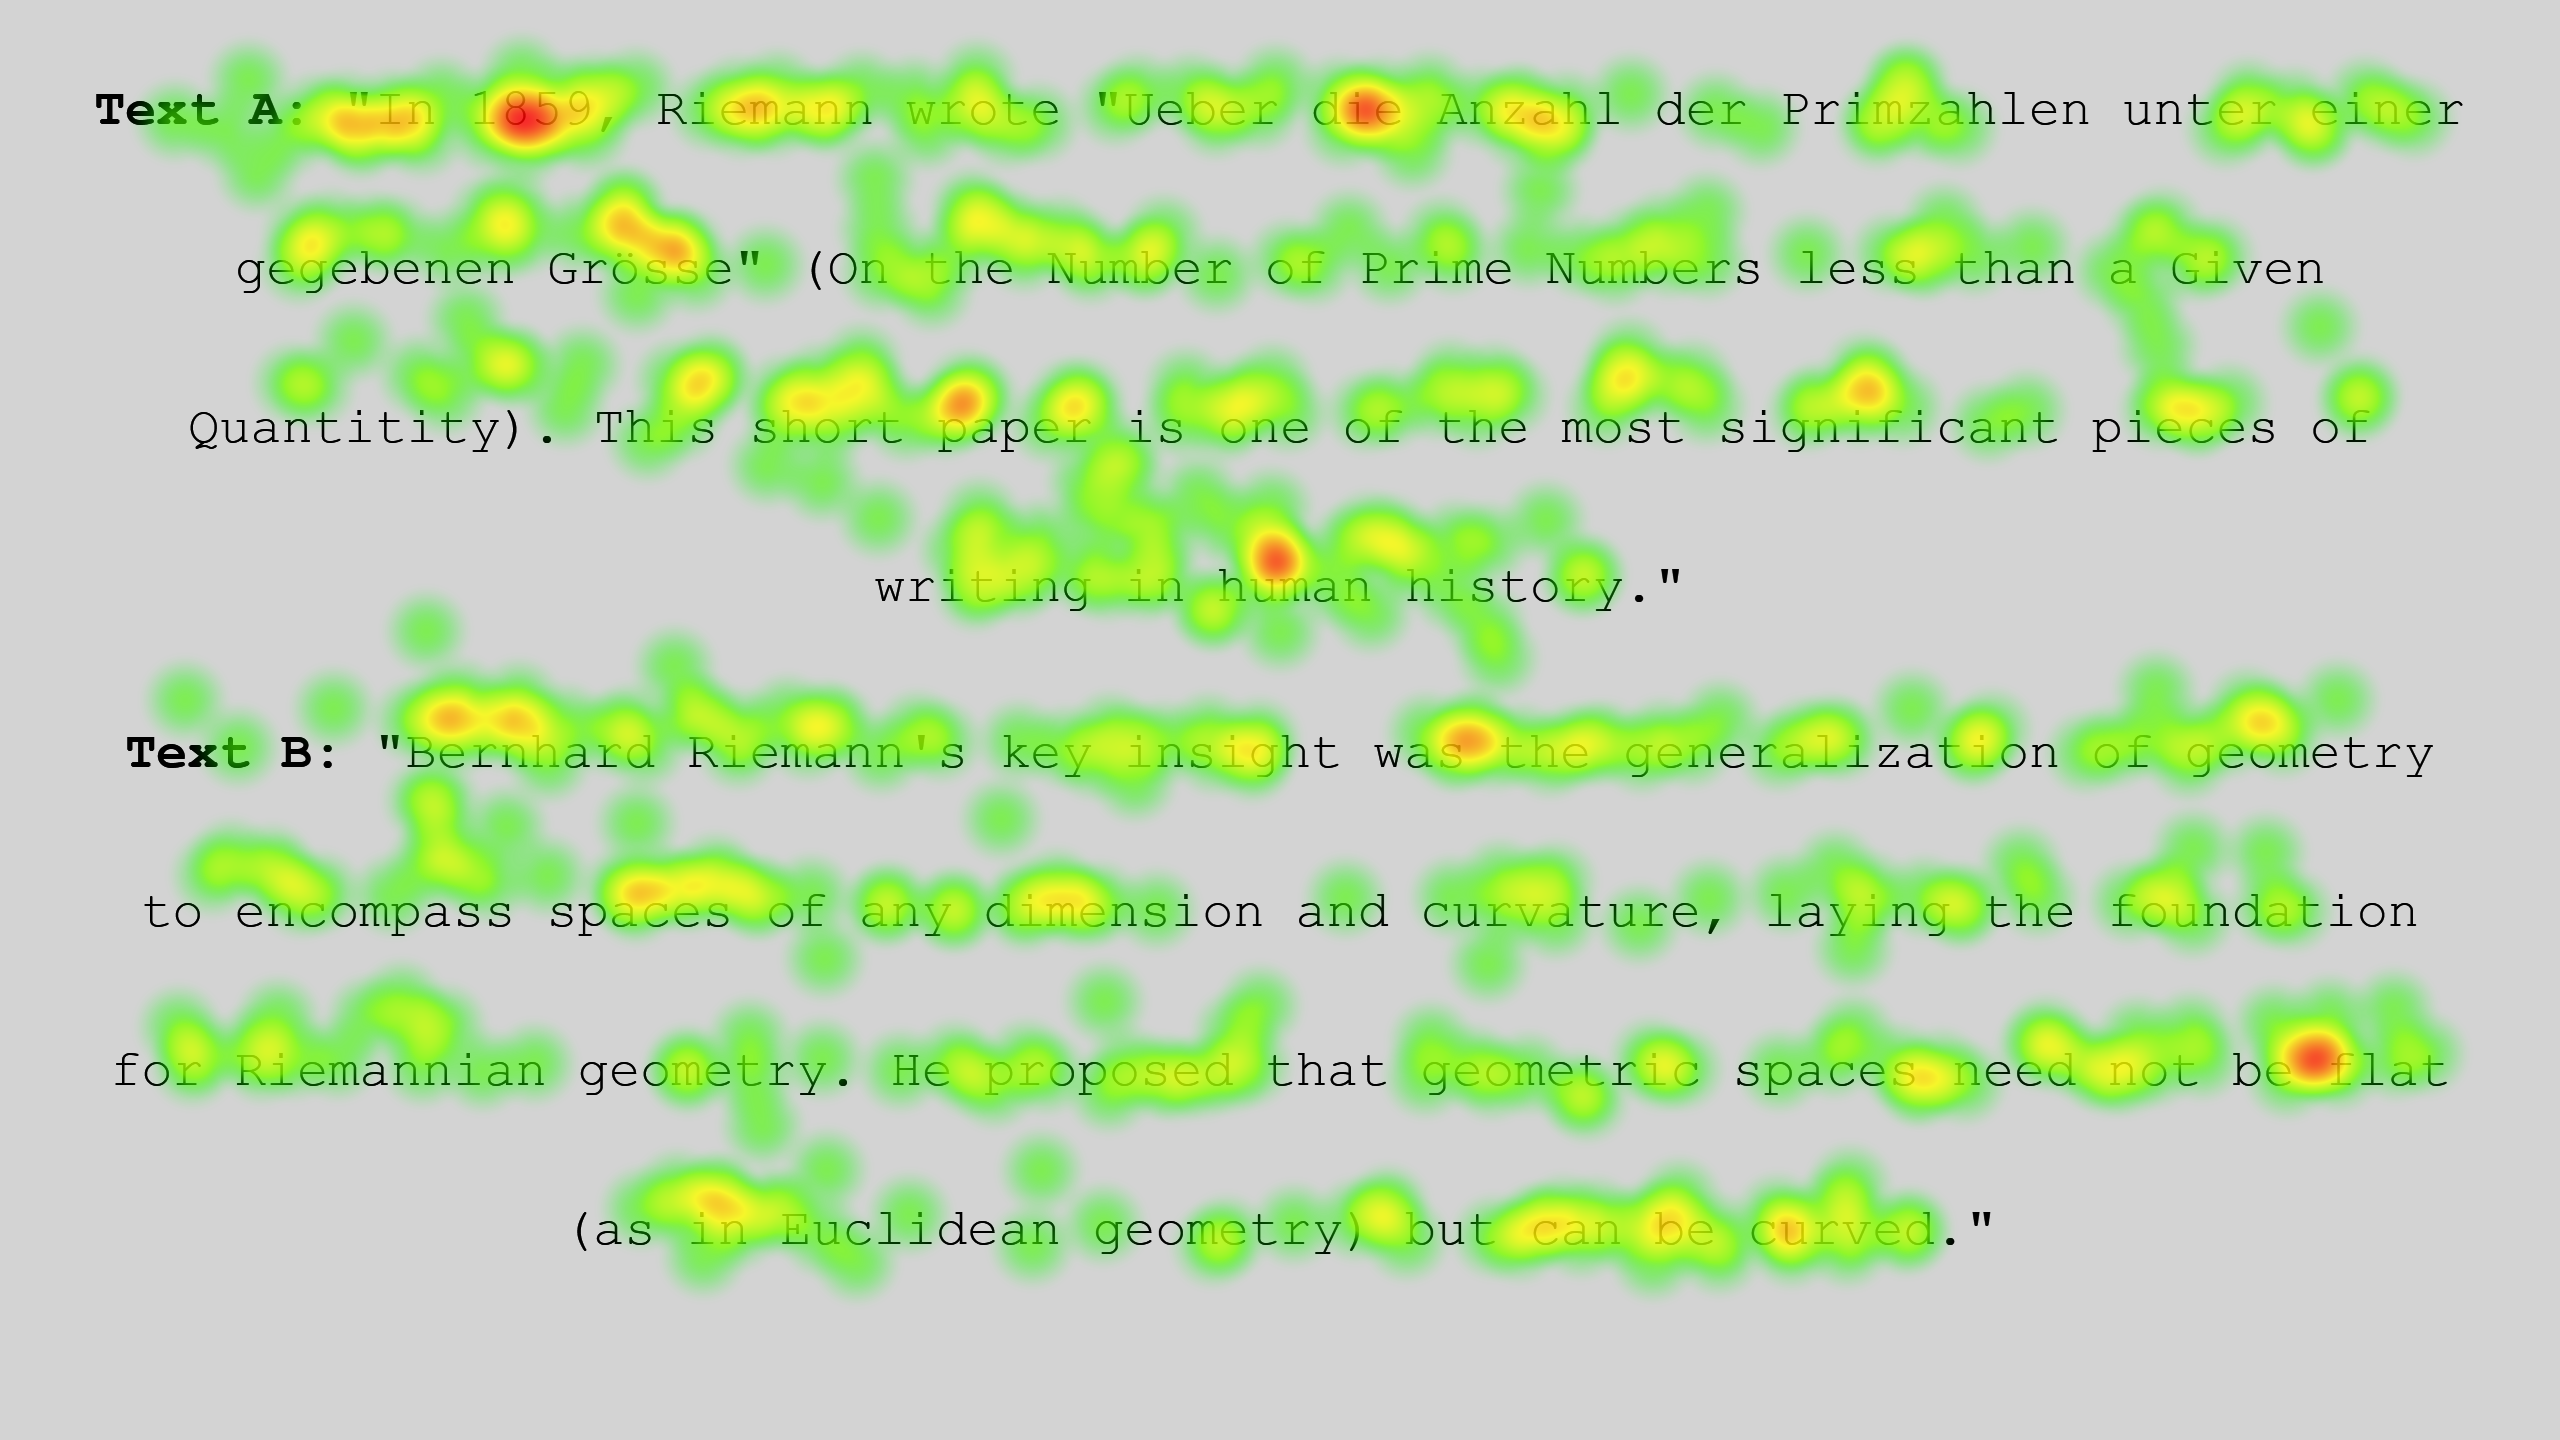 Text A: "In 1859, Riemann wrote "Ueber die Anzahl der Primzahlen unter einer
gegebenen Grösse" (On the Number of Prime Numbers less than a Given
Quantitity). This short paper is one of the most significant pieces of
writing in human history."
Text B: "Bernhard Riemann's key insight was the generalization of geometry
to encompass spaces of any dimension and curvature, laying the foundation
for Riemannian geometry. He proposed that geometric spaces need not be flat
(as in Euclidean geometry) but can be curved."